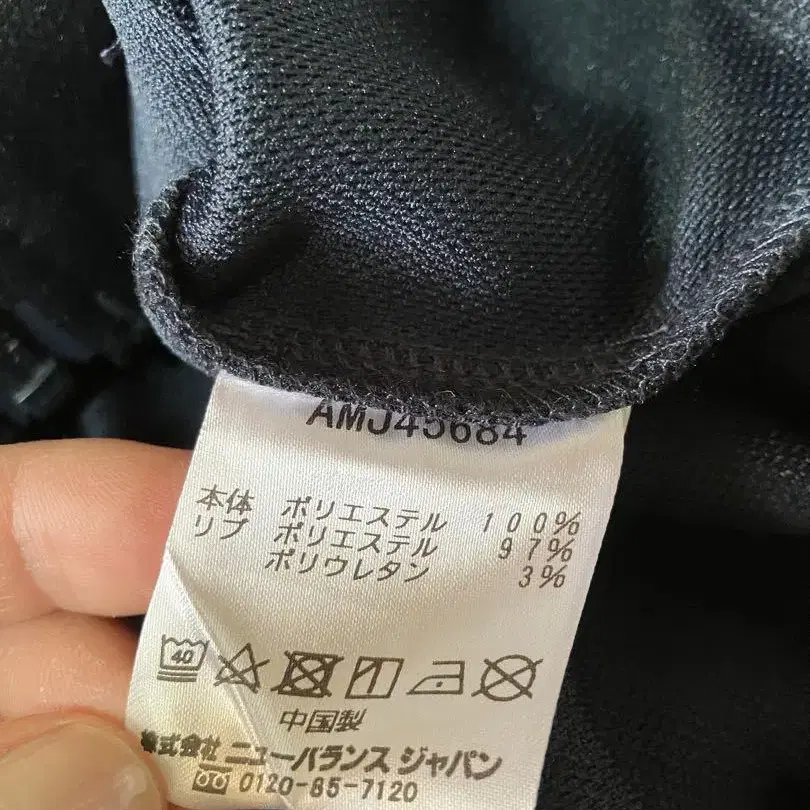 AMJ45684
本体 ポリエステル 100%
リブ ポリエステル 97%
ポリウレタン 3%
40
中国製
株式会社 ニューバランス ジャパン
0120-85-7120